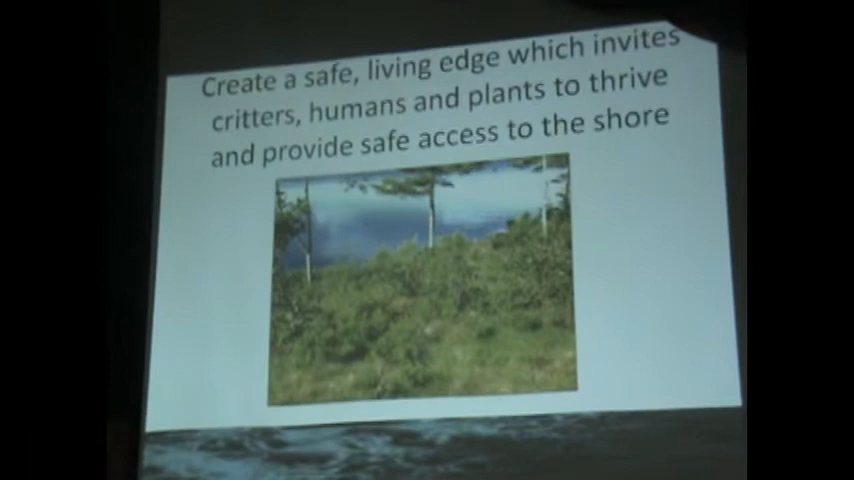 Create a safe, living edge which invites
critters, humans and plants to thrive
and provide safe access to the shore